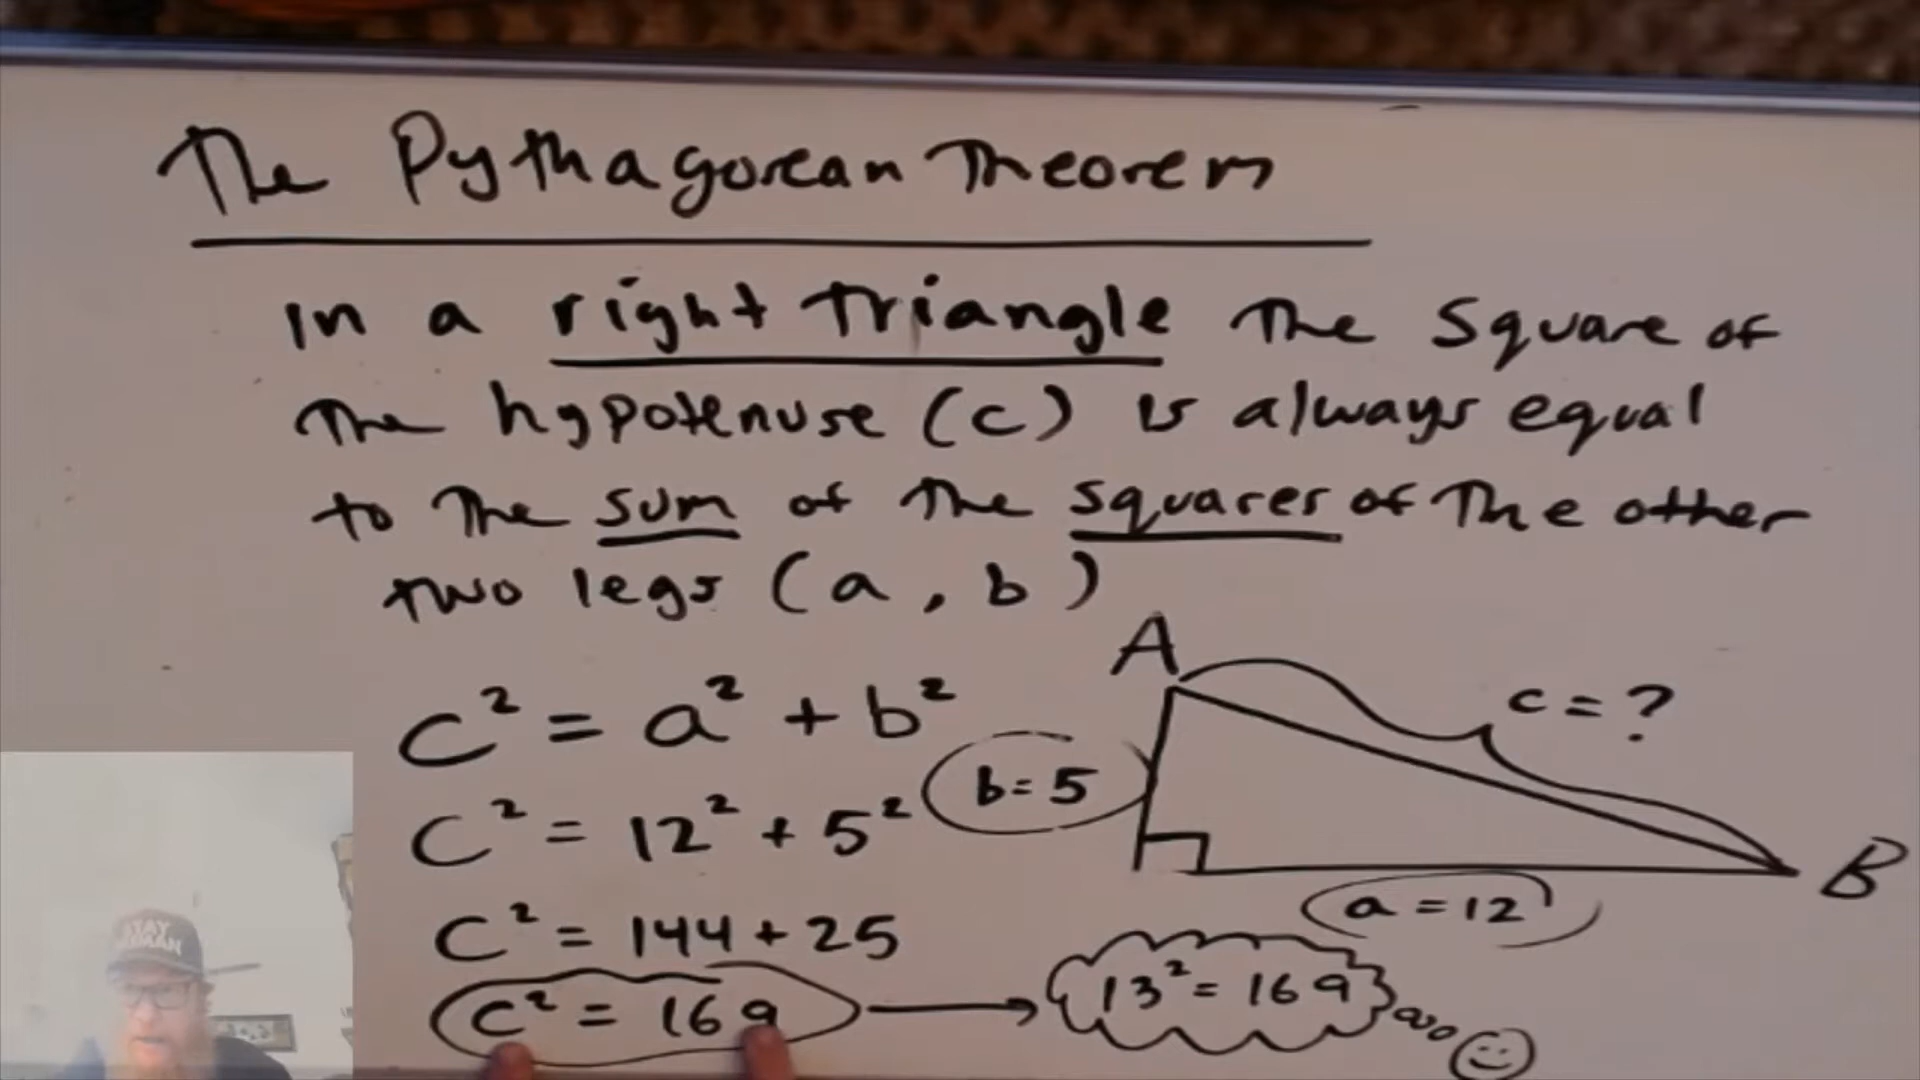 The Pythagorean Theorem
In a right Triangle The Square of
The hypotenuse (c) is always equal
to The sum of The squares of The other
two legs (a, b)
A
c = ?
c² = a² + b²
b = 5
c² = 12² + 5²
B
a = 12
c² = 144 + 25
c² = 169
13² = 169
STAY
HUMAN